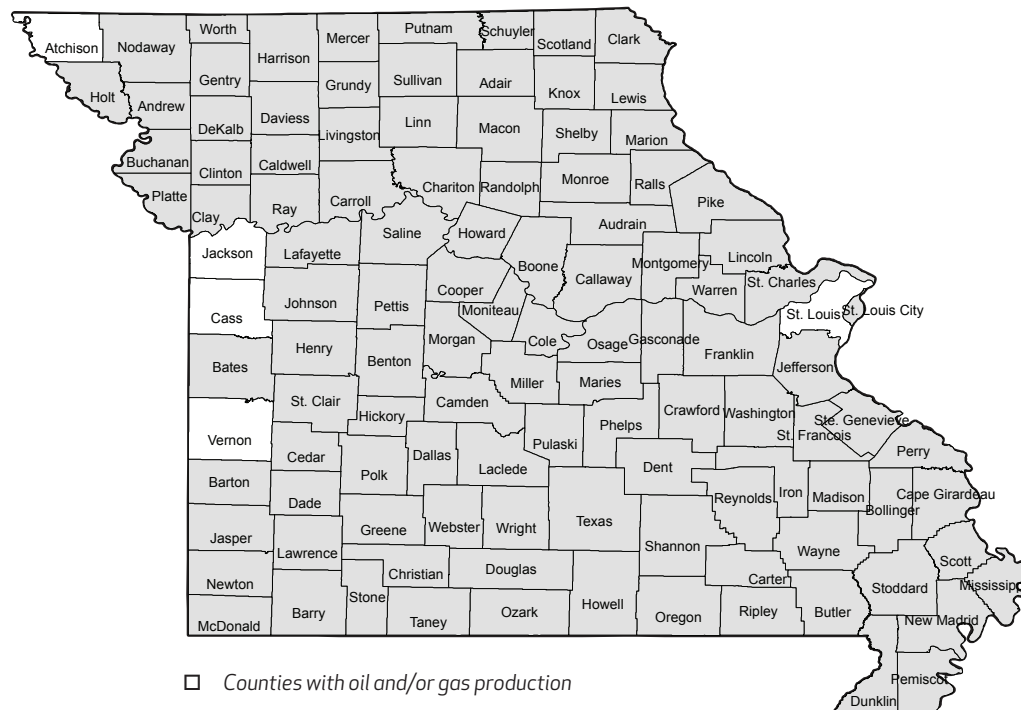 Worth
Mercer
Putnam
Schuyler
Scotland
Clark
Atchison
Nodaway
Harrison
Gentry
Grundy
Sullivan
Adair
Knox
Lewis
Holt
Andrew
DeKalb
Daviess
Livingston
Linn
Macon
Shelby
Marion
Buchanan
Clinton
Caldwell
Chariton
Randolph
Monroe
Ralls
Platte
Clay
Ray
Carroll
Pike
Saline
Howard
Audrain
Jackson
Lafayette
Boone
Callaway
Montgomery
Lincoln
Warren
St. Charles
Cass
Johnson
Pettis
Cooper
Moniteau
St. Louis
St. Louis City
Bates
Henry
Benton
Morgan
Cole
Osage
Gasconade
Franklin
Jefferson
Miller
Maries
St. Clair
Hickory
Camden
Pulaski
Phelps
Crawford
Washington
Ste. Genevieve
St. Francois
Perry
Vernon
Cedar
Polk
Dallas
Laclede
Dent
Barton
Dade
Reynolds
Iron
Madison
Bollinger
Cape Girardeau
Jasper
Greene
Webster
Wright
Texas
Shannon
Wayne
Scott
Lawrence
Christian
Douglas
Carter
Stoddard
Mississipp
Newton
Barry
Stone
Taney
Ozark
Howell
Oregon
Ripley
Butler
New Madrid
McDonald
Pemiscot
Dunklin
Counties with oil and/or gas production